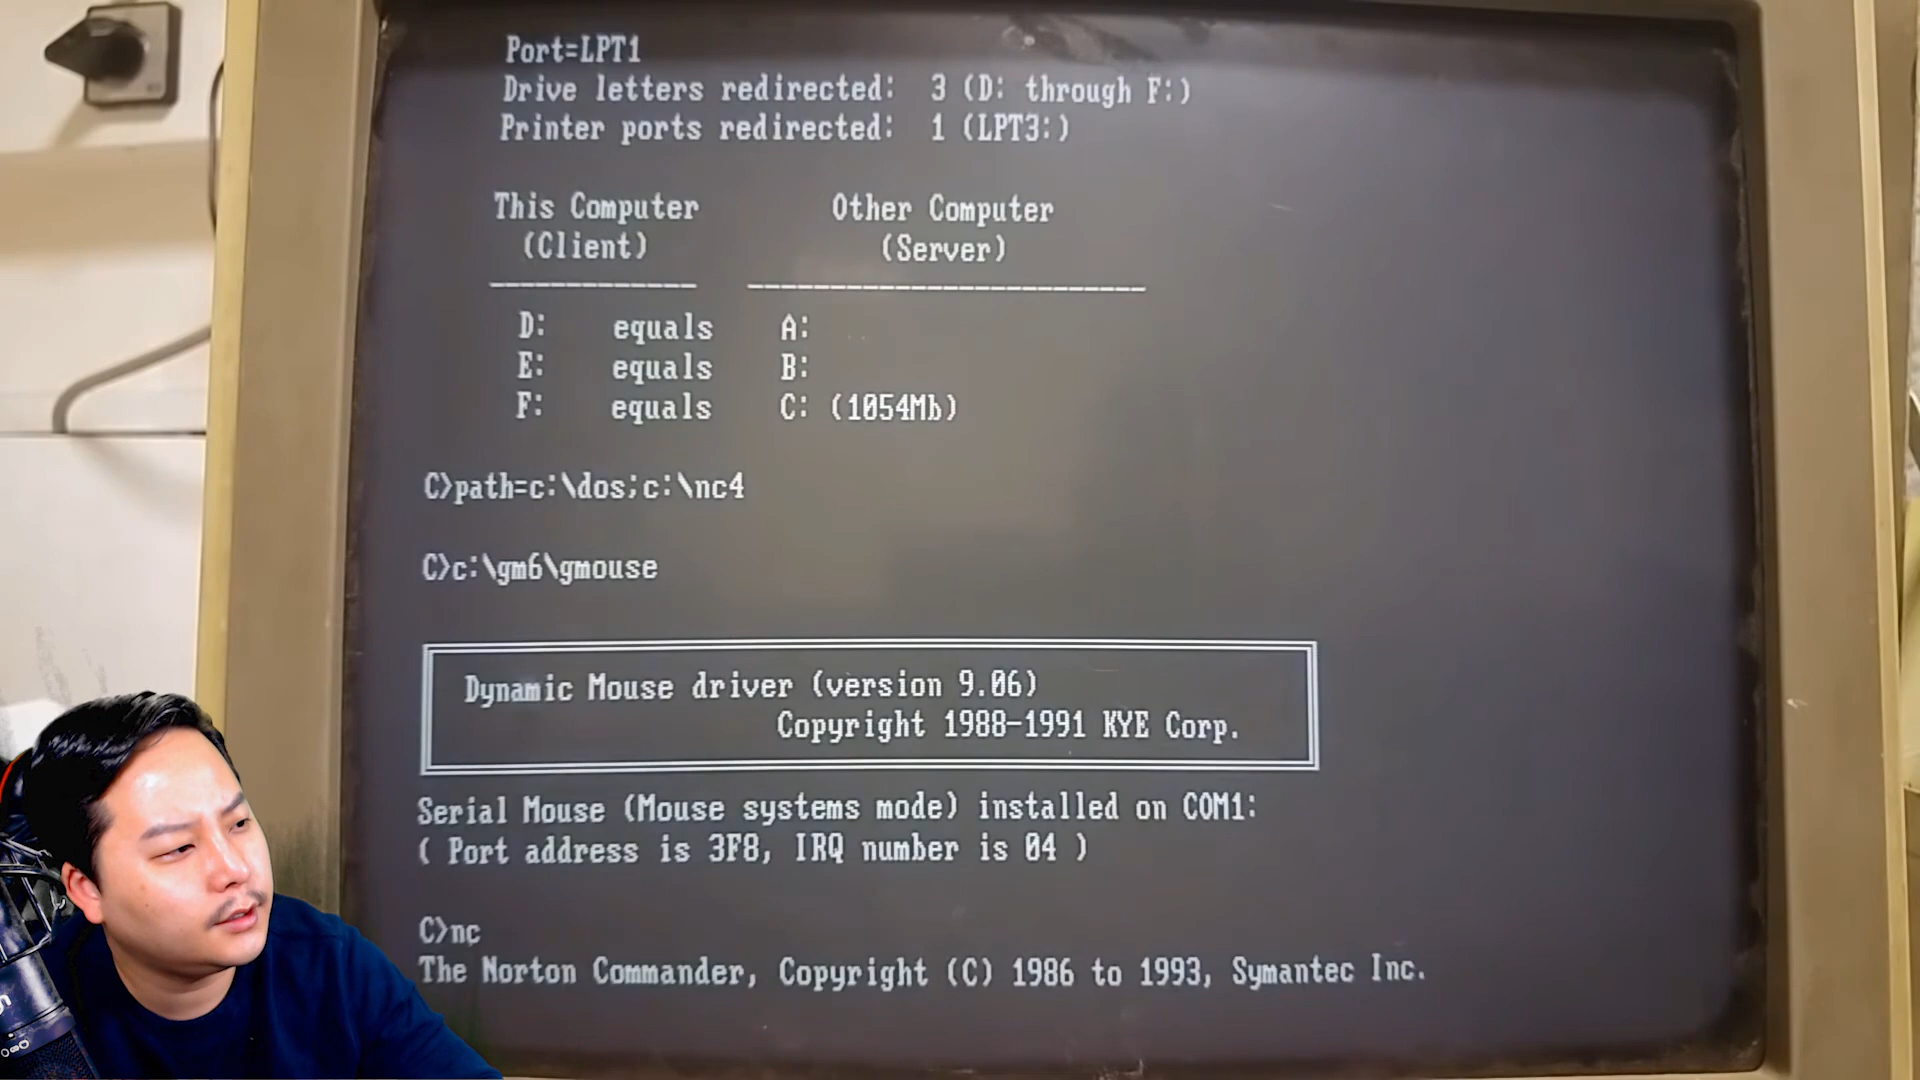 Port=LPT1
Drive letters redirected: 3 (D: through F:)
Printer ports redirected: 1 (LPT3:)
This Computer Other Computer
(Client) (Server)
D: equals A:
E: equals B:
F: equals C: (1054Mb)
C>path=c:\dos;c:\nc4
C>c:\gm6\gmouse
Dynamic Mouse driver (version 9.06)
Copyright 1988-1991 KYE Corp.
Serial Mouse (Mouse systems mode) installed on COM1:
( Port address is 3F8, IRQ number is 04 )
C>nc
The Norton Commander, Copyright (C) 1986 to 1993, Symantec Inc.